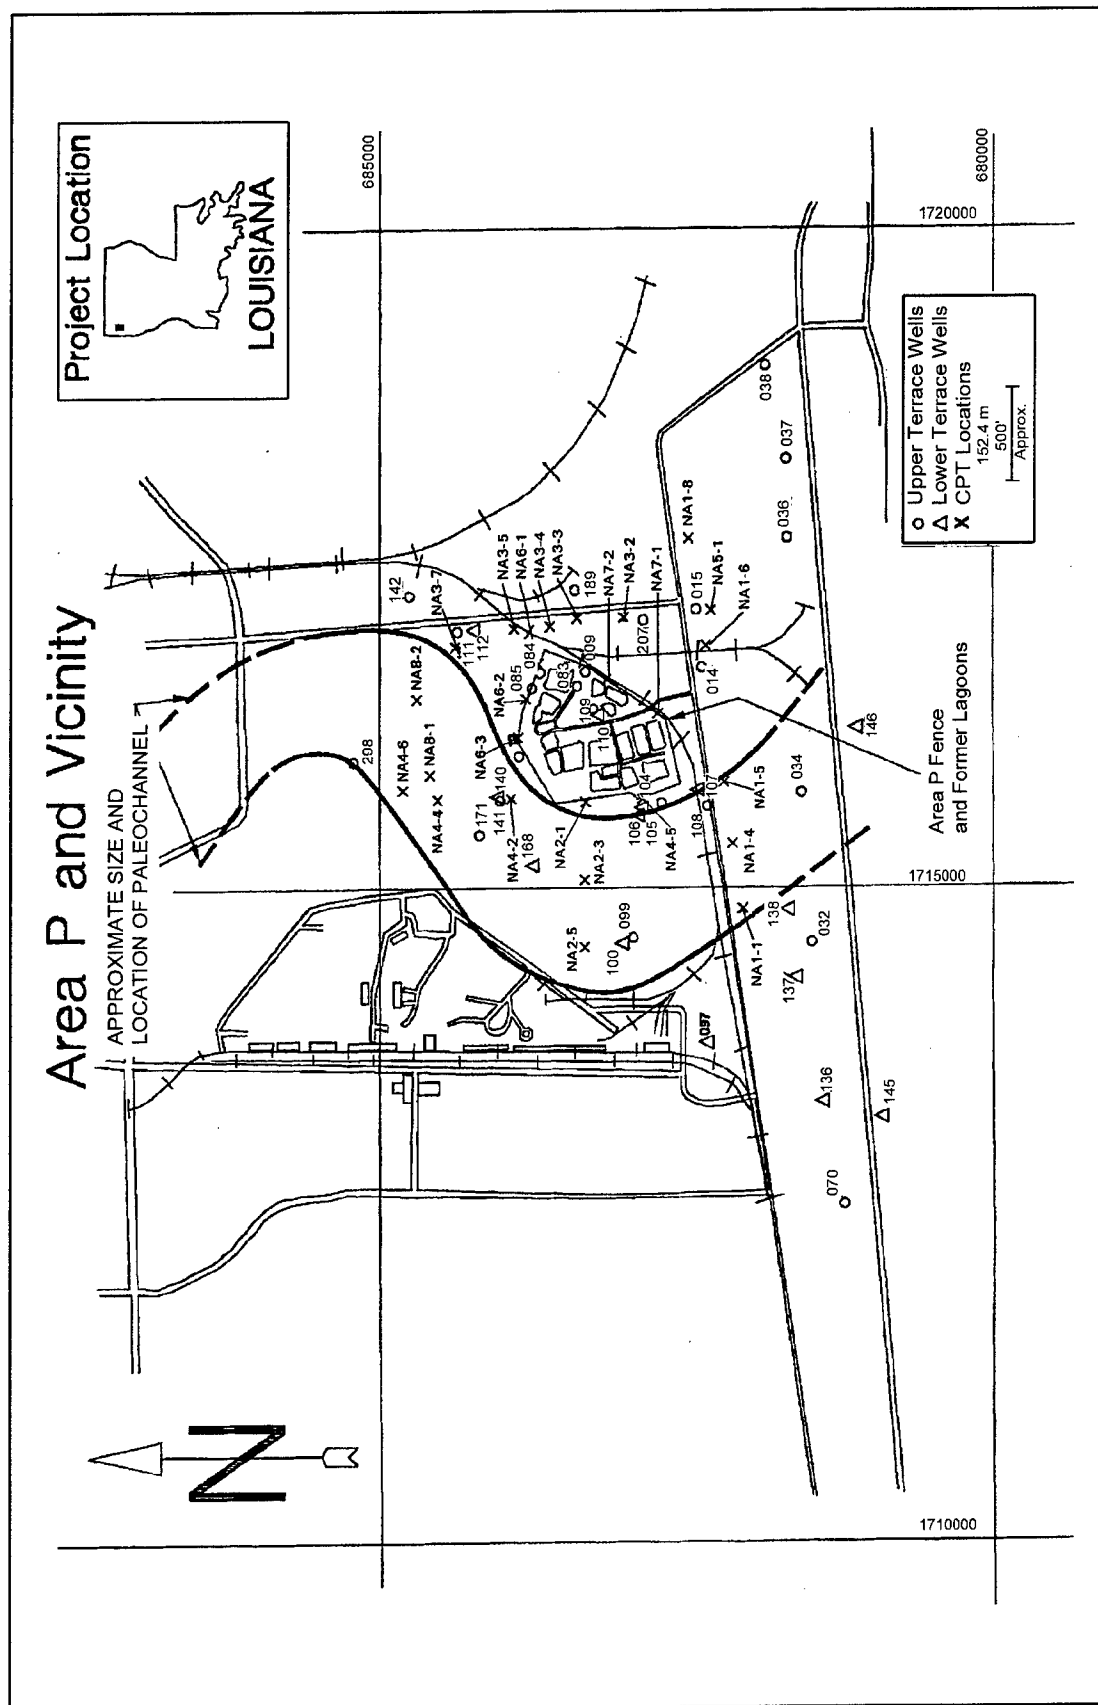 Area P and Vicinity
APPROXIMATE SIZE AND
LOCATION OF PALEOCHANNEL
Project Location
LOUISIANA
N
685000
680000
1720000
1715000
1710000
298
142
NA8-2
NA8-1
NA4-6
NA4-4
NA3-7
111
112
NA3-5
NA6-1
NA3-4
NA3-3
084
085
NA6-2
083
189
009
NA7-2
NA3-2
NA7-1
207
NA6-3
109
110
171
141
140
NA4-2
168
NA2-1
NA2-3
106
105
104
NA4-5
108
107
NA2-5
100
099
NA1-8
015
NA5-1
NA1-6
014
NA1-5
NA1-4
034
146
036
037
038
138
032
NA1-1
137
097
136
145
070
Area P Fence
and Former Lagoons
Upper Terrace Wells
Lower Terrace Wells
X CPT Locations
152.4 m
500'
Approx.